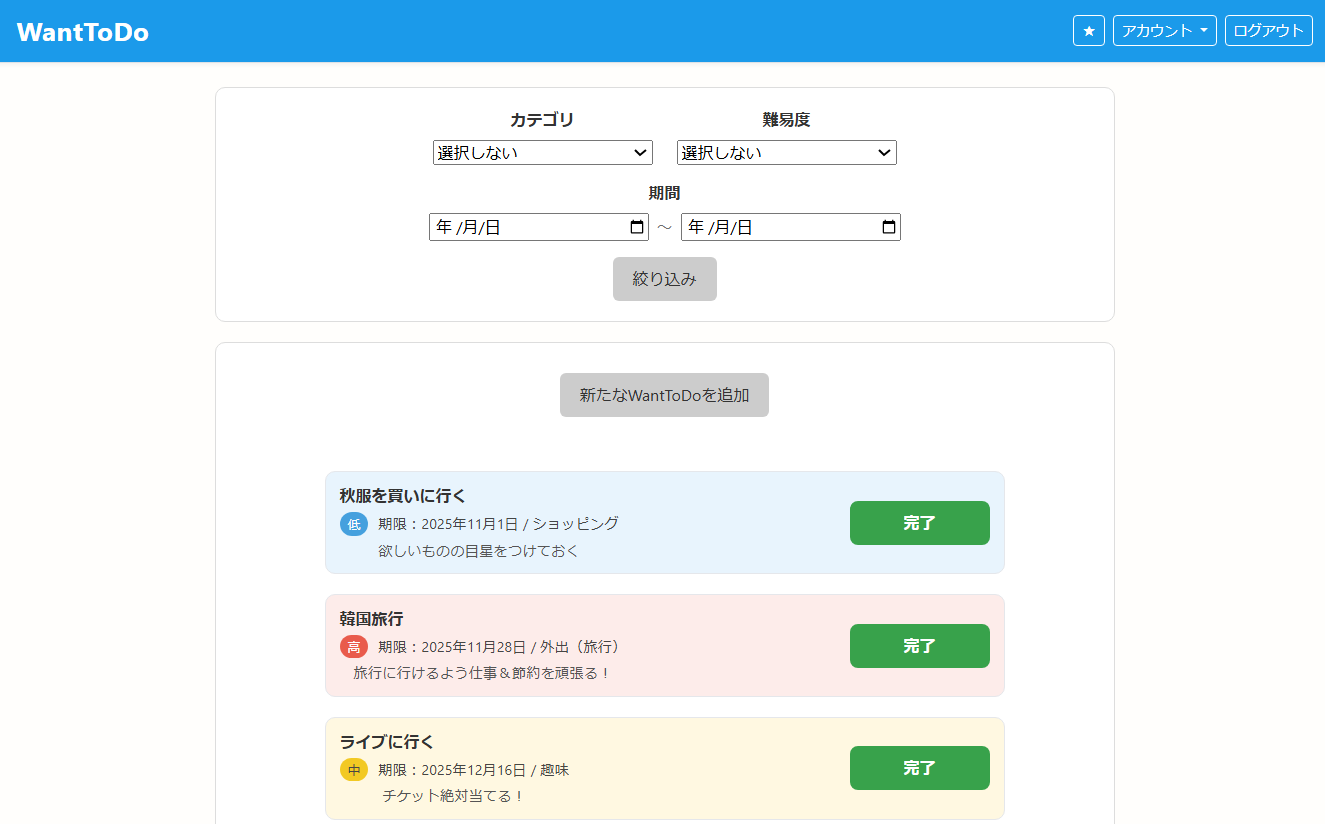 WantToDo
★ アカウント ログアウト
カテゴリ 難易度
選択しない 選択しない
期間
年 /月/日 ～ 年 /月/日
絞り込み
新たなWantToDoを追加
秋服を買いに行く
低 期限：2025年11月1日 / ショッピング
完了
欲しいものの目星をつけておく
韓国旅行
高 期限：2025年11月28日 / 外出（旅行）
完了
旅行に行けるよう仕事＆節約を頑張る！
ライブに行く
中 期限：2025年12月16日 / 趣味
完了
チケット絶対当てる！